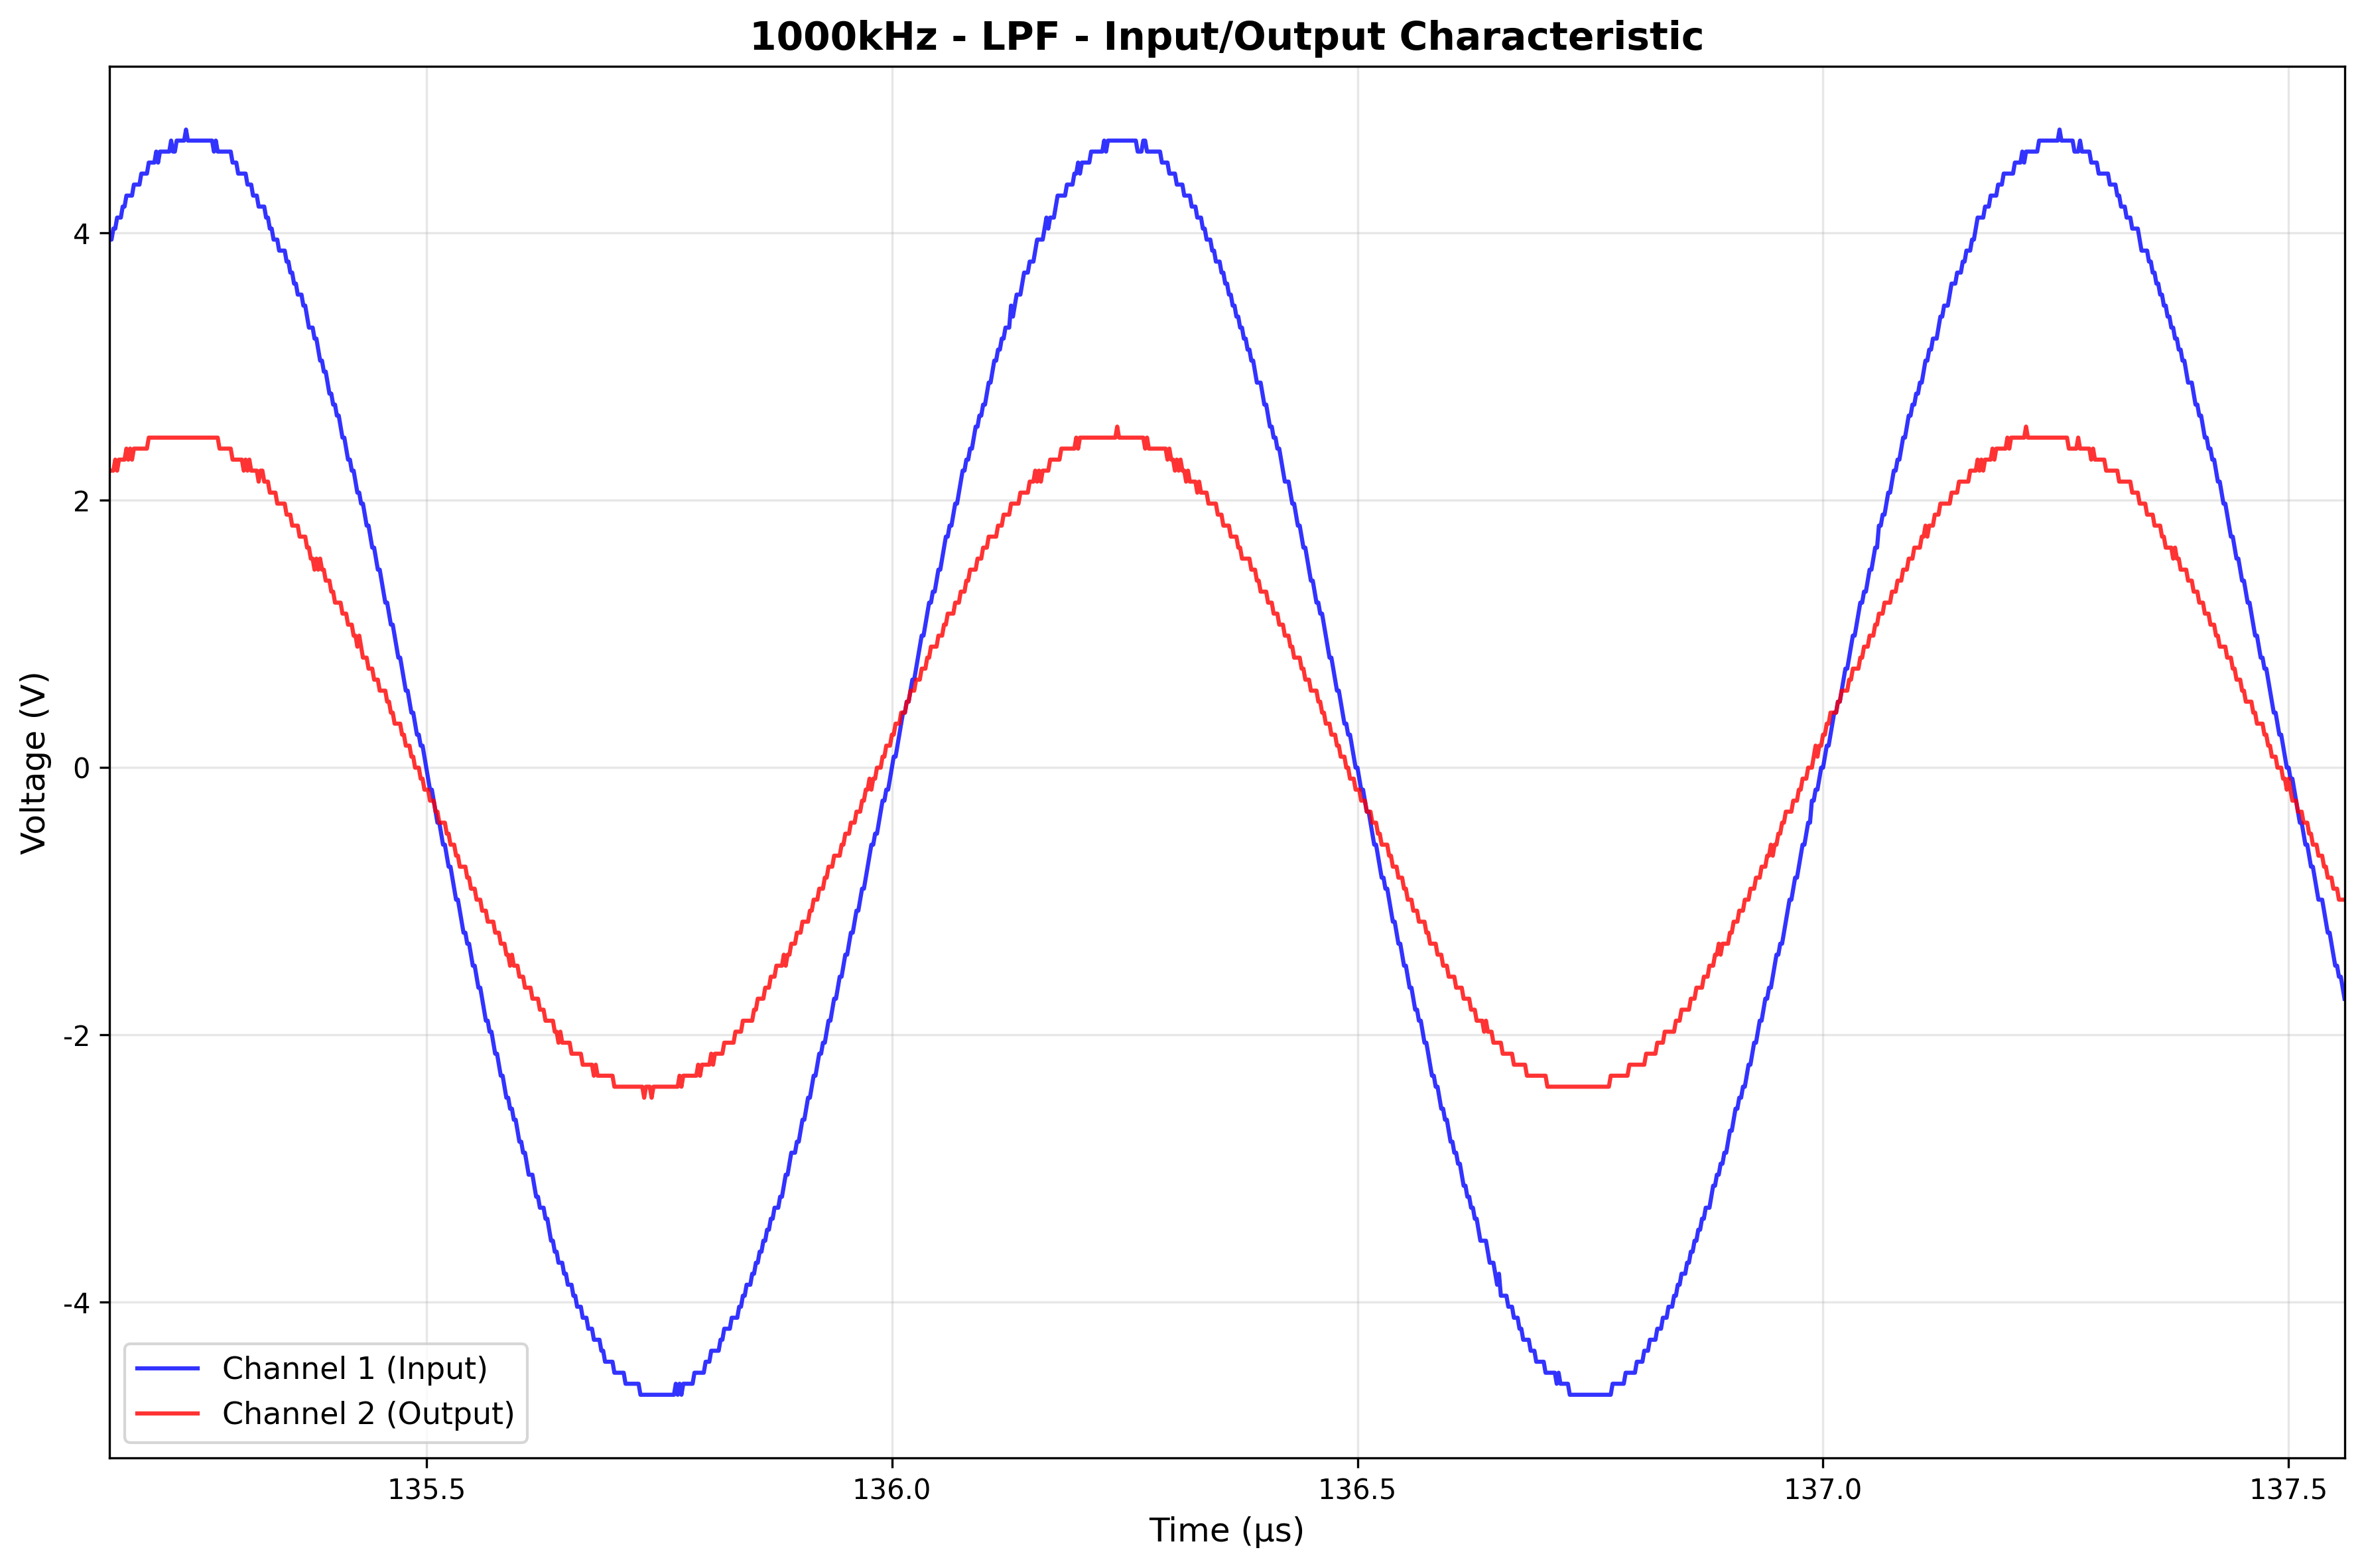 1000kHz - LPF - Input/Output Characteristic
Voltage (V)
4
2
0
-2
-4
Channel 1 (Input)
Channel 2 (Output)
135.5 136.0 136.5 137.0 137.5
Time (µs)